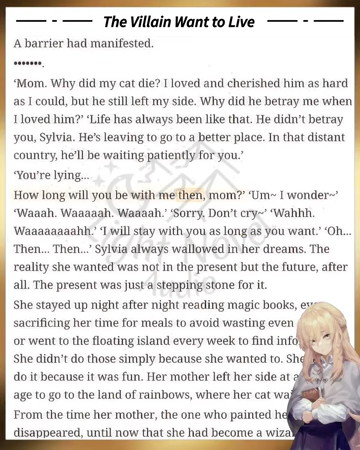 The Villain Want to Live
A barrier had manifested.
•••••••.
‘Mom. Why did my cat die? I loved and cherished him as hard
as I could, but he still left my side. Why did he betray me when
I loved him?’ ‘Life has always been like that. He didn’t betray
you, Sylvia. He’s leaving to go to a better place. In that distant
country, he’ll be waiting patiently for you.’
‘You’re lying...
How long will you be with me then, mom?’ ‘Um~ I wonder~’
‘Waaah. Waaaaah. Waaaah.’ ‘Sorry. Don’t cry~’ ‘Wahhh.
Waaaaaaaahh.’ ‘I will stay with you as long as you want.’ ‘Oh...
Then... Then...’ Sylvia always wallowed in her dreams. The
reality she wanted was not in the present but the future, after
all. The present was just a stepping stone for it.
She stayed up night after night reading magic books, ev
sacrificing her time for meals to avoid wasting even
or went to the floating island every week to find info
She didn’t do those simply because she wanted to. She
do it because it was fun. Her mother left her side at a
age to go to the land of rainbows, where her cat wa
From the time her mother, the one who painted he
disappeared, until now that she had become a wiza
Light Novel
Audio